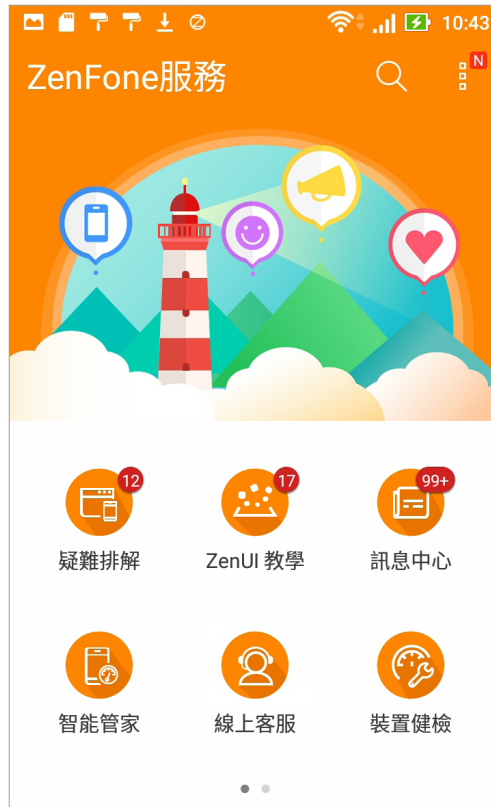 10:43
ZenFone服務
N
12
17
99+
疑難排解
ZenUI 教學
訊息中心
智能管家
線上客服
裝置健檢